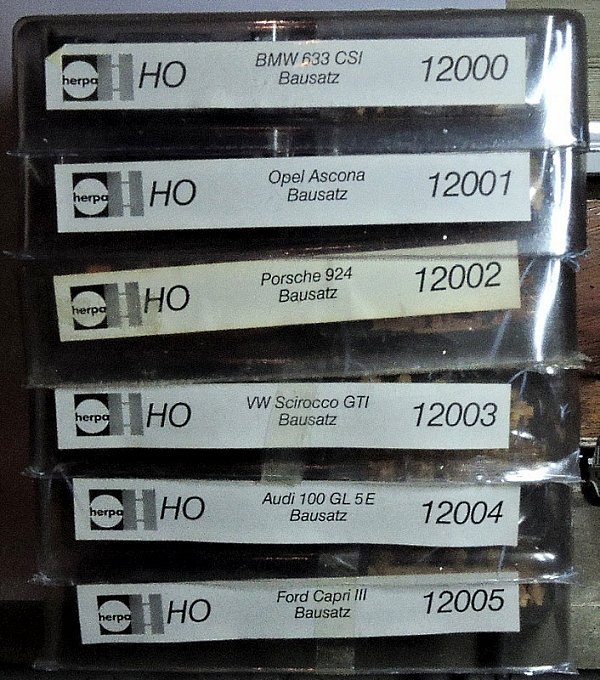 herpa HO BMW 633 CSI 12000
Bausatz
herpa HO Opel Ascona 12001
Bausatz
herpa HO Porsche 924 12002
Bausatz
herpa HO VW Scirocco GTI 12003
Bausatz
herpa HO Audi 100 GL 5E 12004
Bausatz
herpa HO Ford Capri III 12005
Bausatz